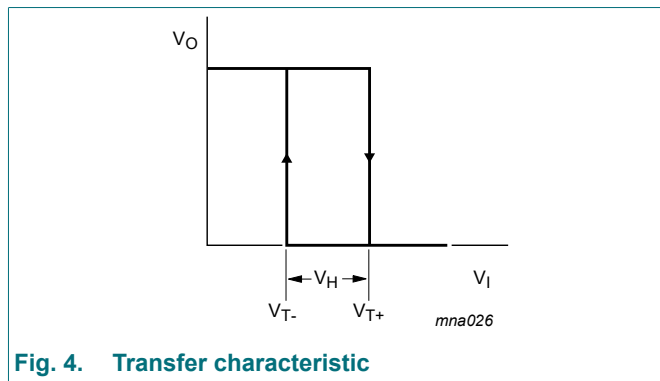 VO
VH
VI
VT-
VT+
mna026
Fig. 4. Transfer characteristic